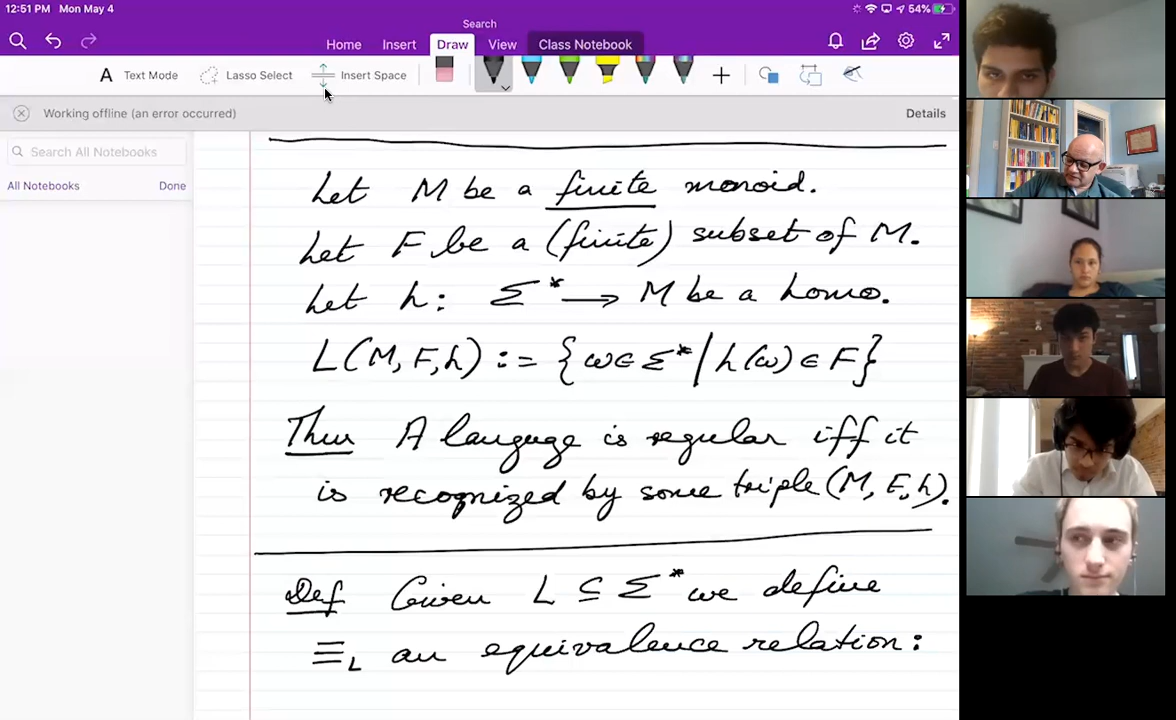 12:51 PM Mon May 4
54%
Search
Home Insert Draw View Class Notebook
A Text Mode Lasso Select Insert Space
Working offline (an error occurred) Details
Search All Notebooks
All Notebooks Done
Let M be a finite monoid.
Let F be a (finite) subset of M.
Let h: Σ* → M be a homo.
L(M, F, h) := {w ∈ Σ* / h(w) ∈ F}
Thm A language is regular iff it
is recognized by some triple (M, F, h).
Def Given L ⊆ Σ* we define
≡L an equivalence relation: